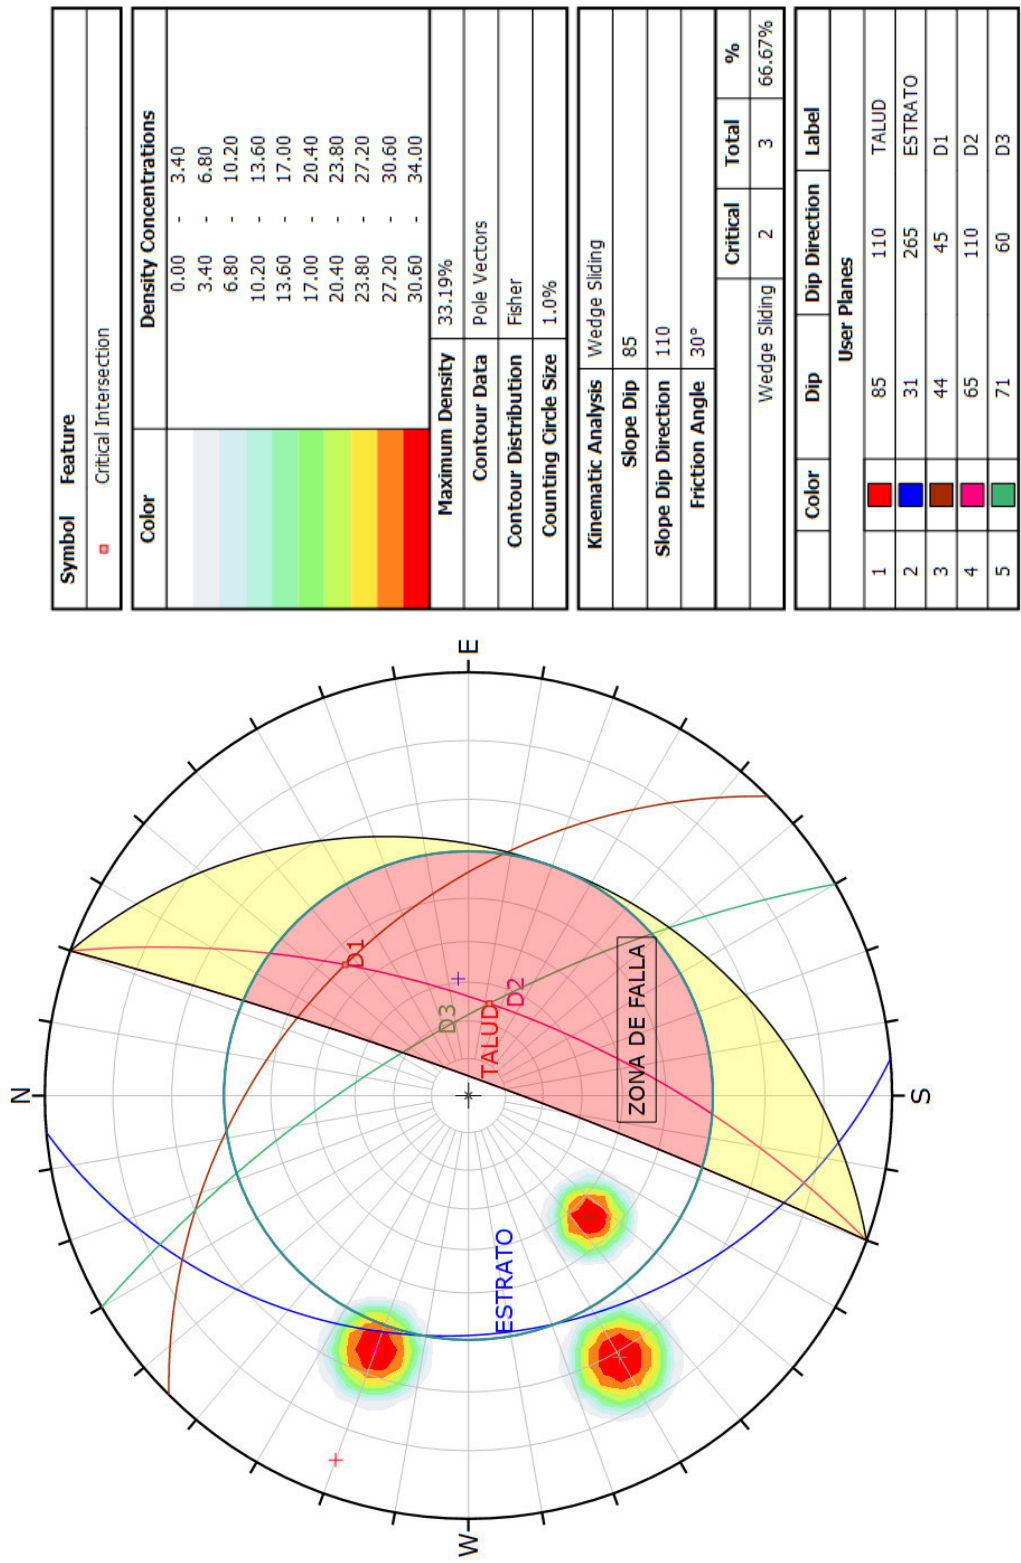 Symbol Feature
Critical Intersection
Color Density Concentrations
0.00 - 3.40
3.40 - 6.80
6.80 - 10.20
10.20 - 13.60
13.60 - 17.00
17.00 - 20.40
20.40 - 23.80
23.80 - 27.20
27.20 - 30.60
30.60 - 34.00
Maximum Density 33.19%
Contour Data Pole Vectors
Contour Distribution Fisher
Counting Circle Size 1.0%
Kinematic Analysis Wedge Sliding
Slope Dip 85
Slope Dip Direction 110
Friction Angle 30°
Critical Total %
Wedge Sliding 2 3 66.67%
Color Dip Dip Direction Label
User Planes
1 85 110 TALUD
2 31 265 ESTRATO
3 44 45 D1
4 65 110 D2
5 71 60 D3
N
E
S
W
D1
D3
D2
TALUD
ESTRATO
ZONA DE FALLA